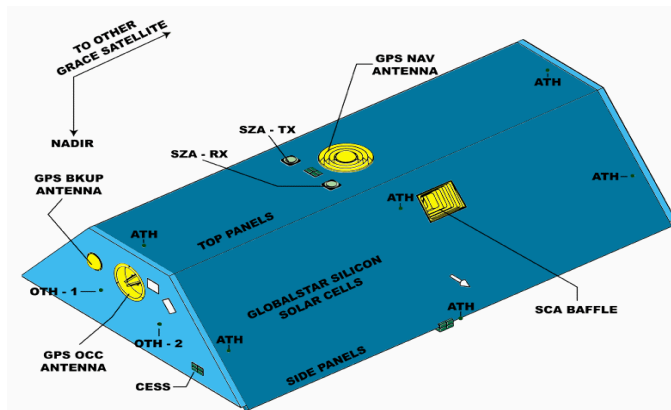 TO OTHER
GRACE SATELLITE
NADIR
GPS NAV
ANTENNA
ATH
SZA - TX
SZA - RX
GPS BKUP
ANTENNA
ATH
ATH
ATH
TOP PANELS
OTH - 1
GLOBALSTAR SILICON
SOLAR CELLS
SCA BAFFLE
ATH
ATH
OTH - 2
GPS OCC
ANTENNA
CESS
SIDE PANELS